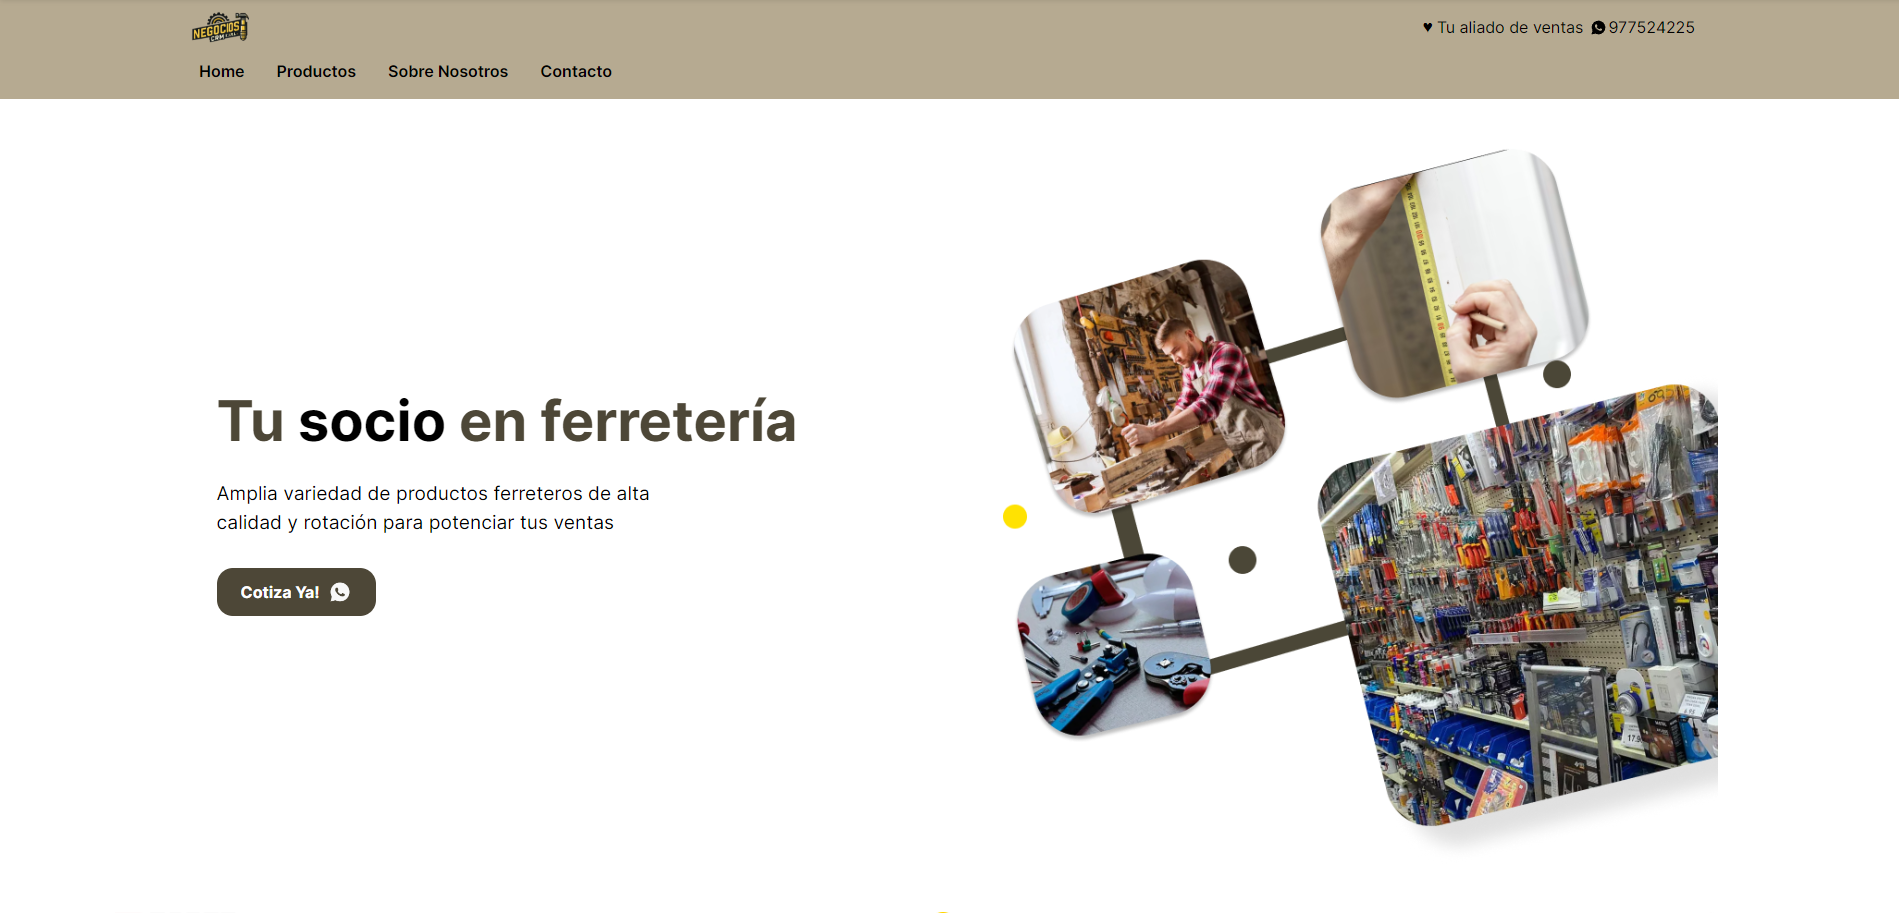 NEGOCIOS
CRM
♥ Tu aliado de ventas 977524225
Home Productos Sobre Nosotros Contacto
Tu socio en ferretería
Amplia variedad de productos ferreteros de alta
calidad y rotación para potenciar tus ventas
Cotiza Ya!